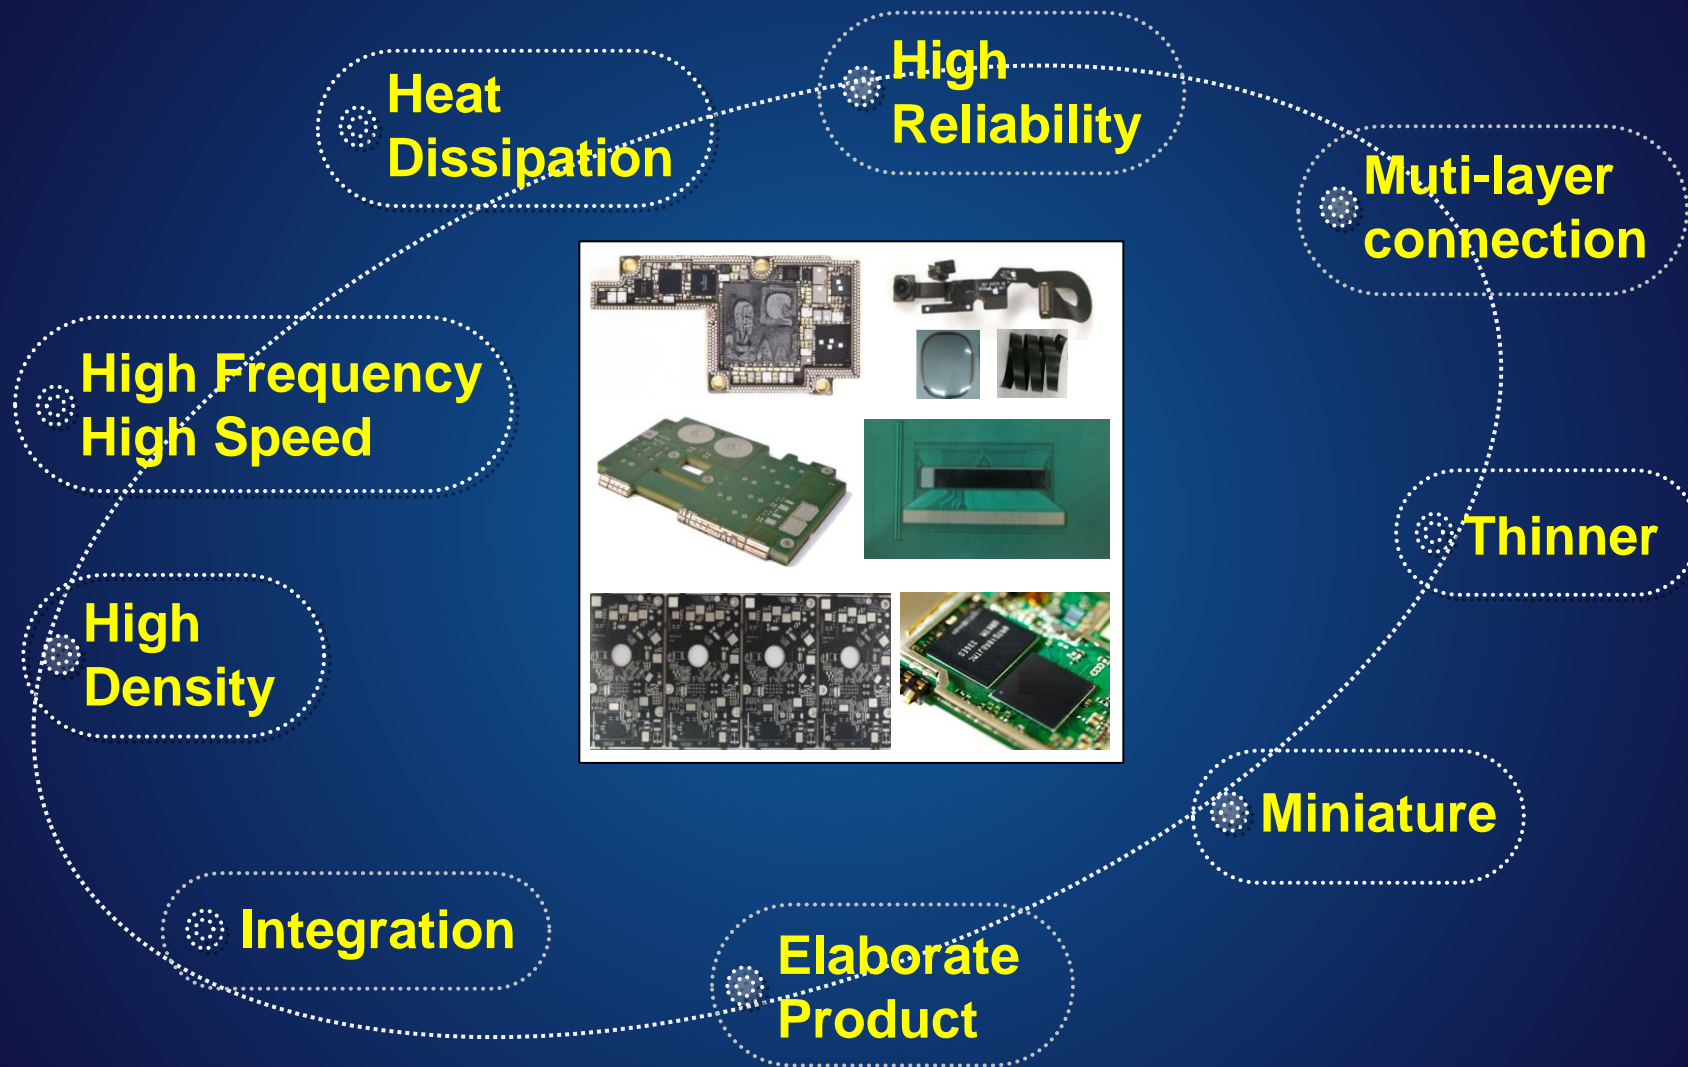 High
Reliability
Heat
Dissipation
Muti-layer
connection
High Frequency
High Speed
Thinner
High
Density
Miniature
Integration
Elaborate
Product